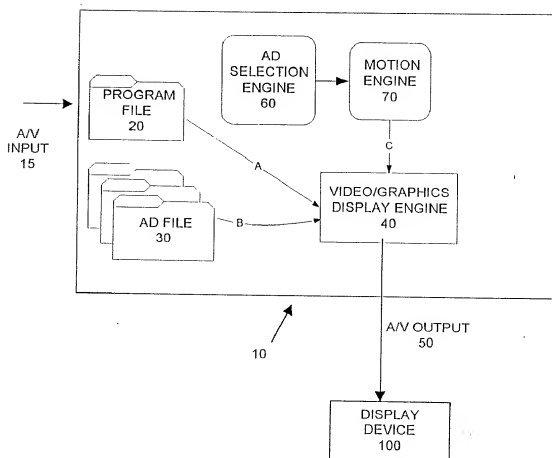 AD
SELECTION
ENGINE
60
MOTION
ENGINE
70
PROGRAM
FILE
20
A/V
INPUT
15
A
C
VIDEO/GRAPHICS
DISPLAY ENGINE
40
AD FILE
30
B
10
A/V OUTPUT
50
DISPLAY
DEVICE
100